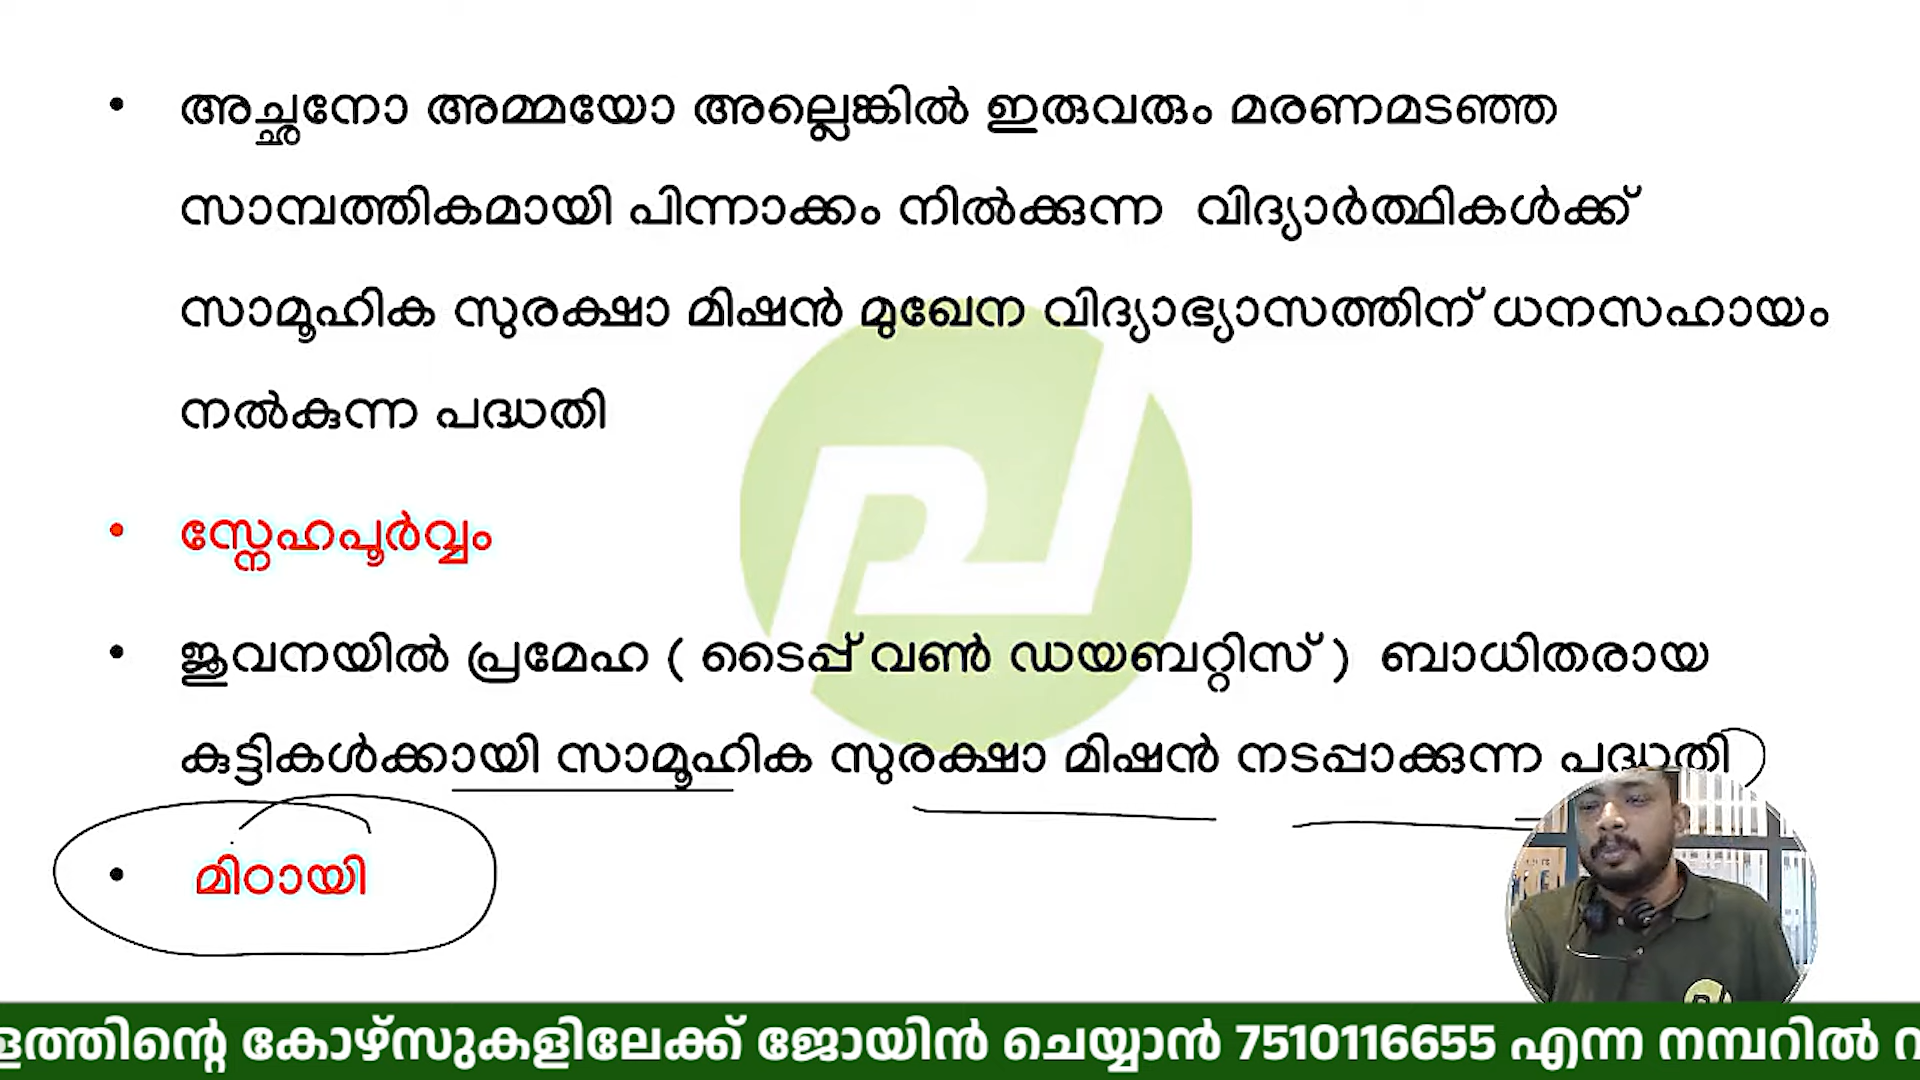 • അച്ഛനോ അമ്മയോ അല്ലെങ്കിൽ ഇരുവരും മരണമടഞ്ഞ
സാമ്പത്തികമായി പിന്നാക്കം നിൽക്കുന്ന വിദ്യാർത്ഥികൾക്ക്
സാമൂഹിക സുരക്ഷാ മിഷൻ മുഖേന വിദ്യാഭ്യാസത്തിന് ധനസഹായം
നൽകുന്ന പദ്ധതി
• സ്നേഹപൂർവ്വം
• ജുവനയിൽ പ്രമേഹ ( ടൈപ്പ് വൺ ഡയബറ്റിസ് ) ബാധിതരായ
കുട്ടികൾക്കായി സാമൂഹിക സുരക്ഷാ മിഷൻ നടപ്പാക്കുന്ന പദ്ധതി
• മിഠായി
ളത്തിന്റെ കോഴ്സുകളിലേക്ക് ജോയിൻ ചെയ്യാൻ 7510116655 എന്ന നമ്പറിൽ